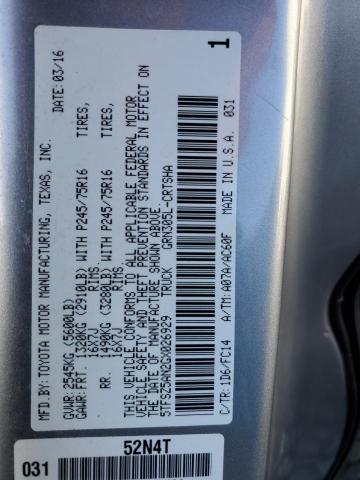 MFD.BY: TOYOTA MOTOR MANUFACTURING, TEXAS, INC. DATE: 03/16
GVWR: 2545KG (5600LB)
GAWR: FRT. 1320KG (2910LB) WITH P245/75R16 TIRES,
16X7J RIMS
RR. 1490KG (3280LB) WITH P245/75R16 TIRES,
16X7J RIMS
THIS VEHICLE CONFORMS TO ALL APPLICABLE FEDERAL MOTOR
VEHICLE SAFETY AND THEFT PREVENTION STANDARDS IN EFFECT ON
THE DATE OF MANUFACTURE SHOWN ABOVE.
5TFSZ5AN2GX026929 TRUCK GRN305L-CRTSHA
C/TR: 1D6/FC14 A/TM: A07A/AC60F MADE IN U.S.A. 031
1
031 52N4T